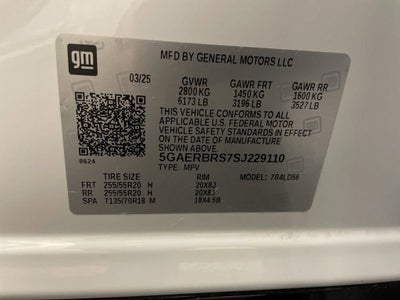 gm
MFD BY GENERAL MOTORS LLC
03/25 GVWR GAWR FRT GAWR RR
2800 KG 1450 KG 1600 KG
6173 LB 3196 LB 3527 LB
THIS VEHICLE CONFORMS TO ALL
APPLICABLE U.S. FEDERAL MOTOR
VEHICLE SAFETY STANDARDS IN EFFECT
ON THE DATE OF MANUFACTURE
SHOWN ABOVE.
0624 5GAERBRS7SJ229110
TYPE: MPV MODEL: 704LD56
TIRE SIZE RIM
FRT 255/55R20 H 20X8J
RR 255/55R20 H 20X8J
SPA T135/70R18 M 18X4.5B